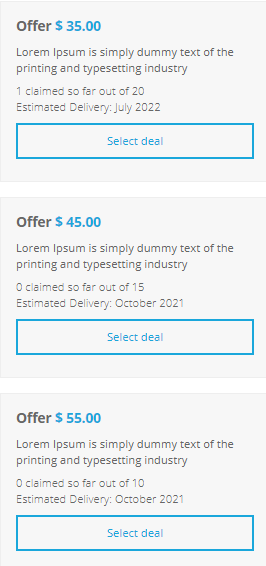 Offer $ 35.00
Lorem Ipsum is simply dummy text of the
printing and typesetting industry
1 claimed so far out of 20
Estimated Delivery: July 2022
Select deal
Offer $ 45.00
Lorem Ipsum is simply dummy text of the
printing and typesetting industry
0 claimed so far out of 15
Estimated Delivery: October 2021
Select deal
Offer $ 55.00
Lorem Ipsum is simply dummy text of the
printing and typesetting industry
0 claimed so far out of 10
Estimated Delivery: October 2021
Select deal